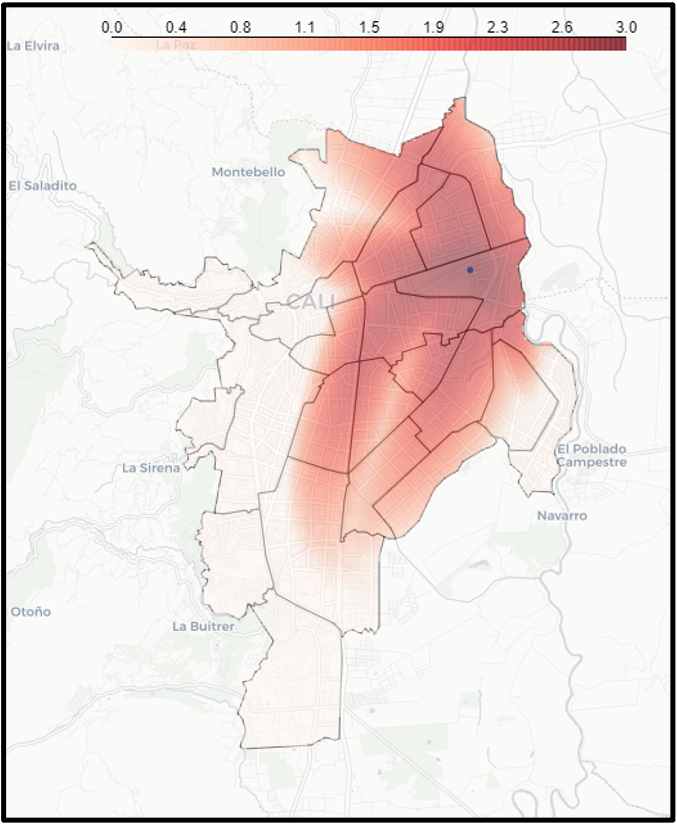 0.0 0.4 0.8 1.1 1.5 1.9 2.3 2.6 3.0
La Elvira
La Paz
Montebello
El Saladito
CALI
La Sirena
El Poblado
Campestre
Navarro
Otoño
La Buitrer